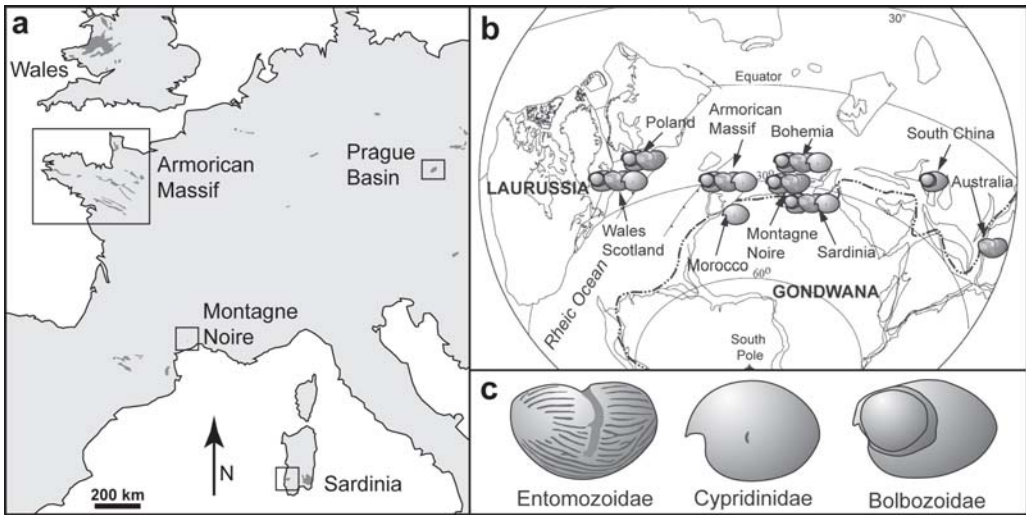 a
Wales
Armorican
Massif
Prague
Basin
Montagne
Noire
N
200 km
Sardinia
b
30°
Equator
Poland
Armorican
Massif
Bohemia
South China
LAURUSSIA
30°
Australia
Wales
Scotland
Morocco
Montagne
Noire
Sardinia
Rheic Ocean
60°
GONDWANA
South
Pole
c
Entomozoidae
Cypridinidae
Bolbozoidae